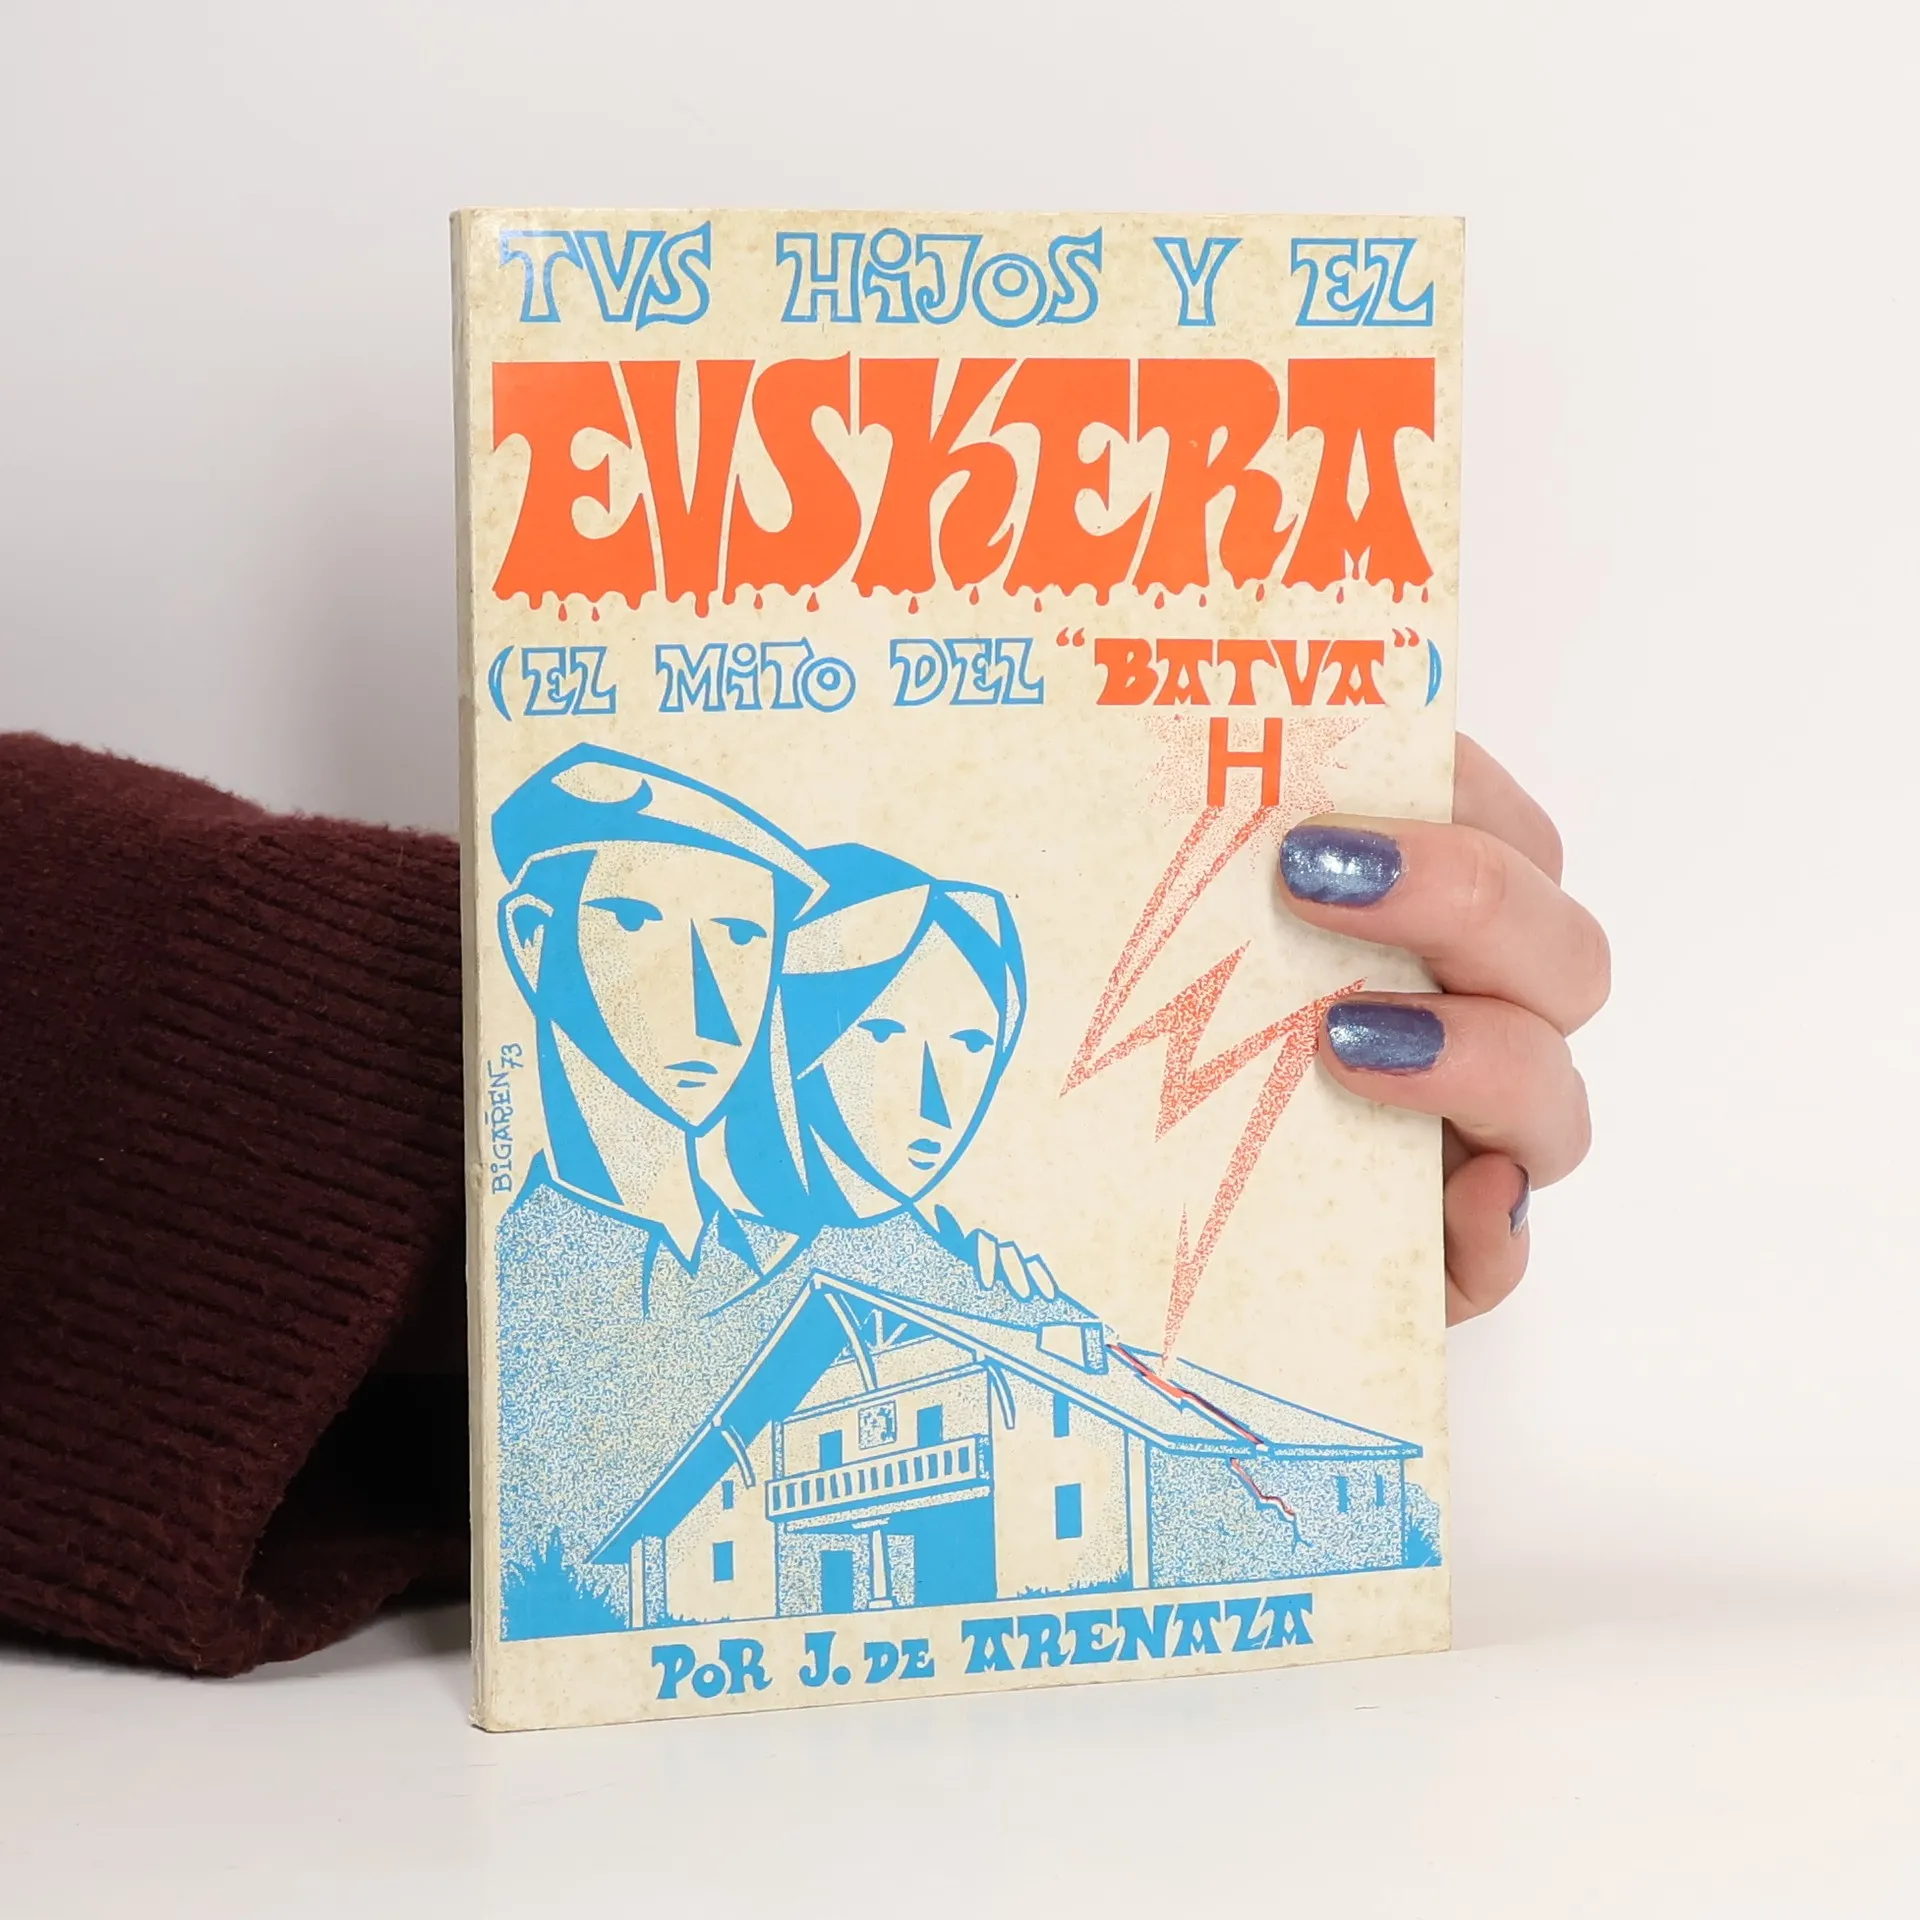 TVS HiJOS Y EL
EVSKERA
(EL MiTO DEL “BATVA”)
H
BiGAREN 73
POR J. DE ARENAZA